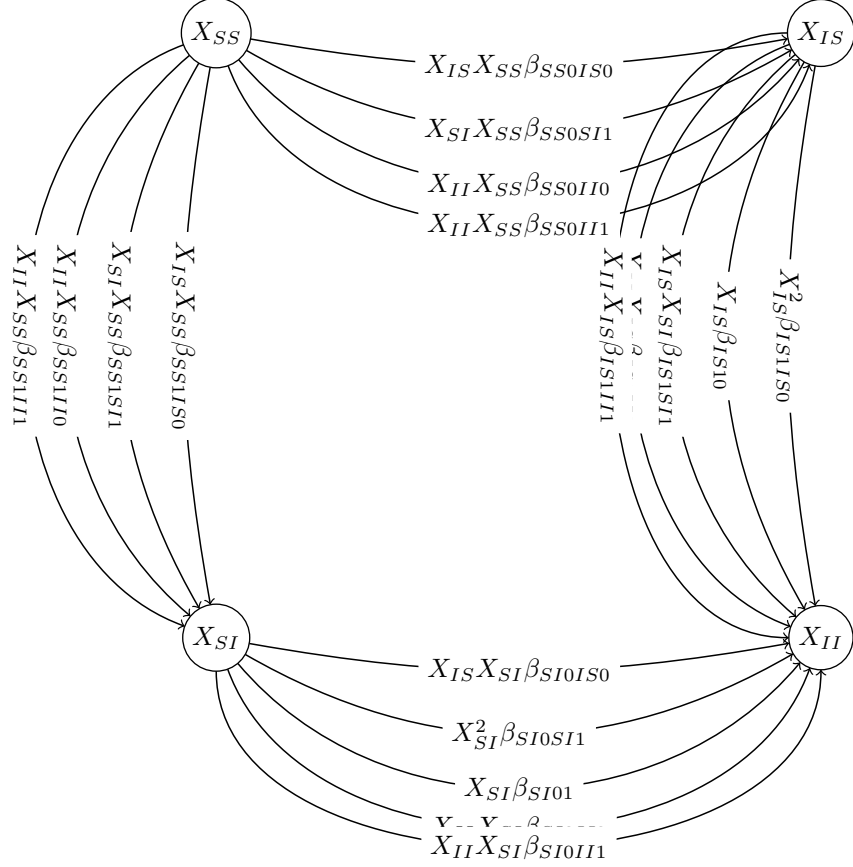 X_{SS}
X_{IS}
X_{IS}X_{SS}β_{SS0IS0}
X_{SI}X_{SS}β_{SS0SI1}
X_{II}X_{SS}β_{SS0II0}
X_{II}X_{SS}β_{SS0II1}
X_{II}X_{SS}β_{SS1II1}
X_{II}X_{SS}β_{SS1II0}
X_{SI}X_{SS}β_{SS1SI1}
X_{IS}X_{SS}β_{SS1IS0}
X_{II}X_{IS}β_{IS1II1}
X_{IS}X_{SI}β_{IS1SI1}
X_{IS}β_{IS10}
X_{IS}^2β_{IS1IS0}
X_{SI}
X_{II}
X_{IS}X_{SI}β_{SI0IS0}
X_{SI}^2β_{SI0SI1}
X_{SI}β_{SI01}
X_{II}X_{SI}β_{SI0II1}